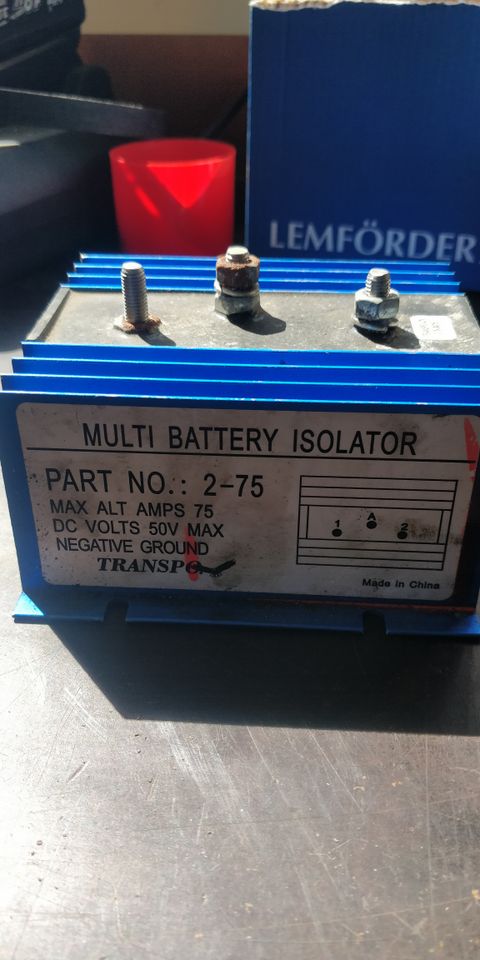 LEMFÖRDER
MULTI BATTERY ISOLATOR
PART NO.: 2-75
MAX ALT AMPS 75
DC VOLTS 50V MAX
NEGATIVE GROUND
TRANSPO
1 A 2
Made in China